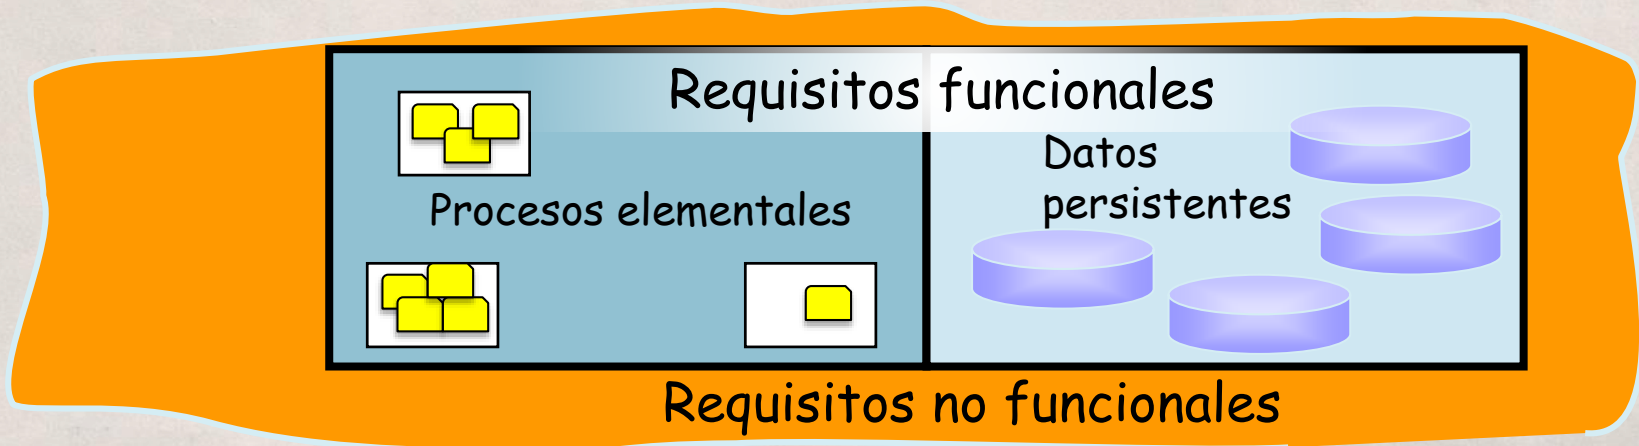 Requisitos funcionales
Procesos elementales
Datos
persistentes
Requisitos no funcionales